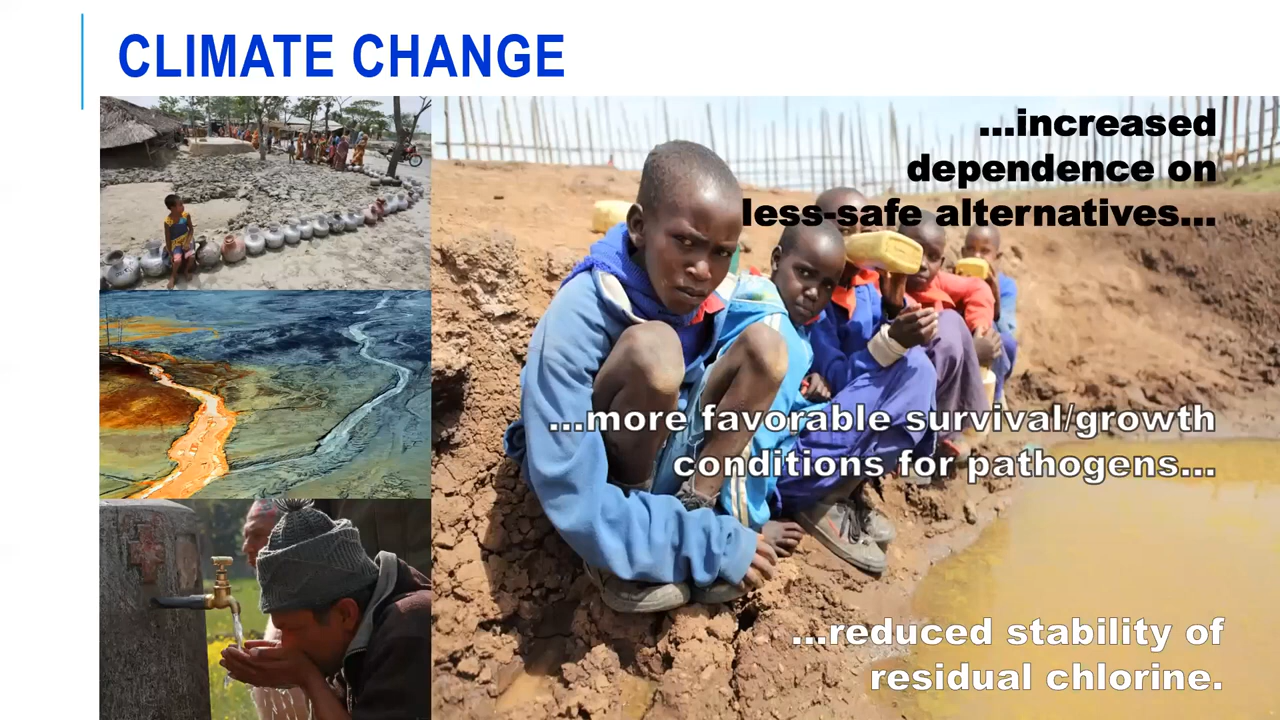 CLIMATE CHANGE
...increased
dependence on
less-safe alternatives...
...more favorable survival/growth
conditions for pathogens...
...reduced stability of
residual chlorine.